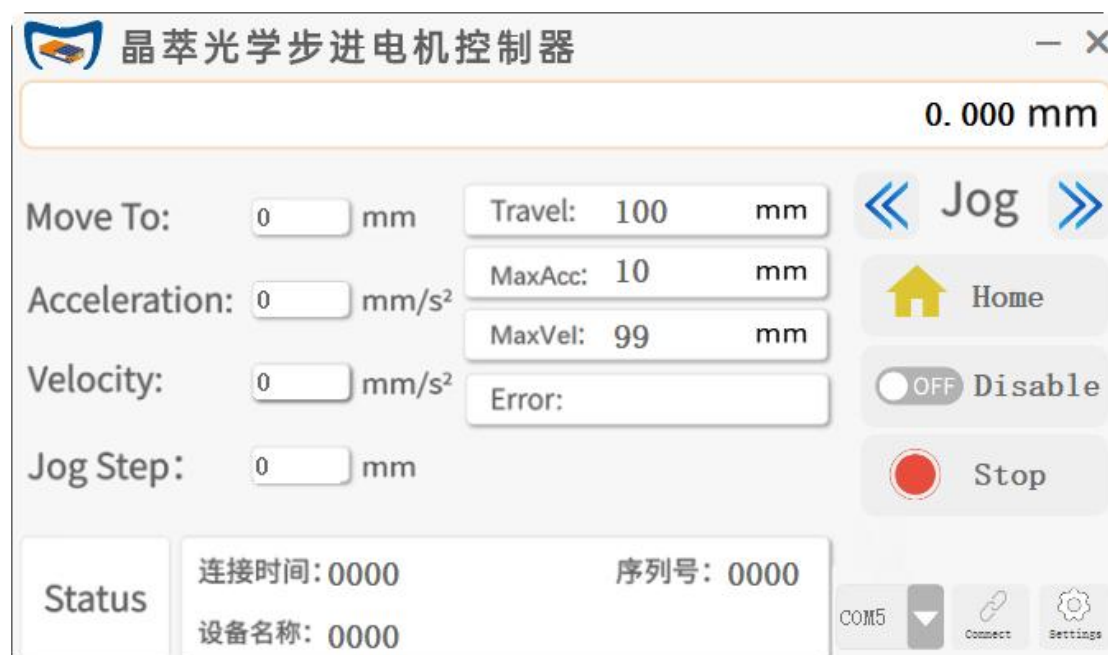 晶萃光学步进电机控制器
0.000 mm
Move To: 0 mm
Travel: 100 mm
Jog
Acceleration: 0 mm/s²
MaxAcc: 10 mm
Home
MaxVel: 99 mm
Velocity: 0 mm/s²
Error:
OFF Disable
Jog Step: 0 mm
Stop
Status
连接时间:0000
序列号:0000
设备名称:0000
COM5
Connect
Settings